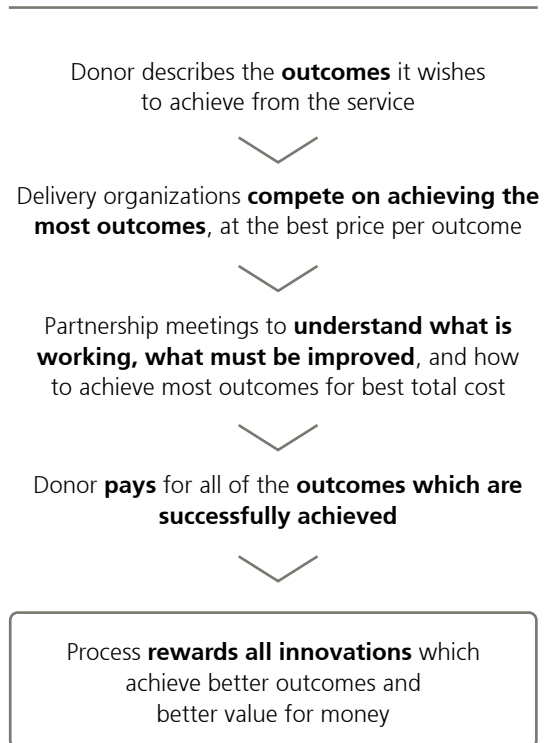 Donor describes the outcomes it wishes
to achieve from the service
Delivery organizations compete on achieving the
most outcomes, at the best price per outcome
Partnership meetings to understand what is
working, what must be improved, and how
to achieve most outcomes for best total cost
Donor pays for all of the outcomes which are
successfully achieved
Process rewards all innovations which
achieve better outcomes and
better value for money